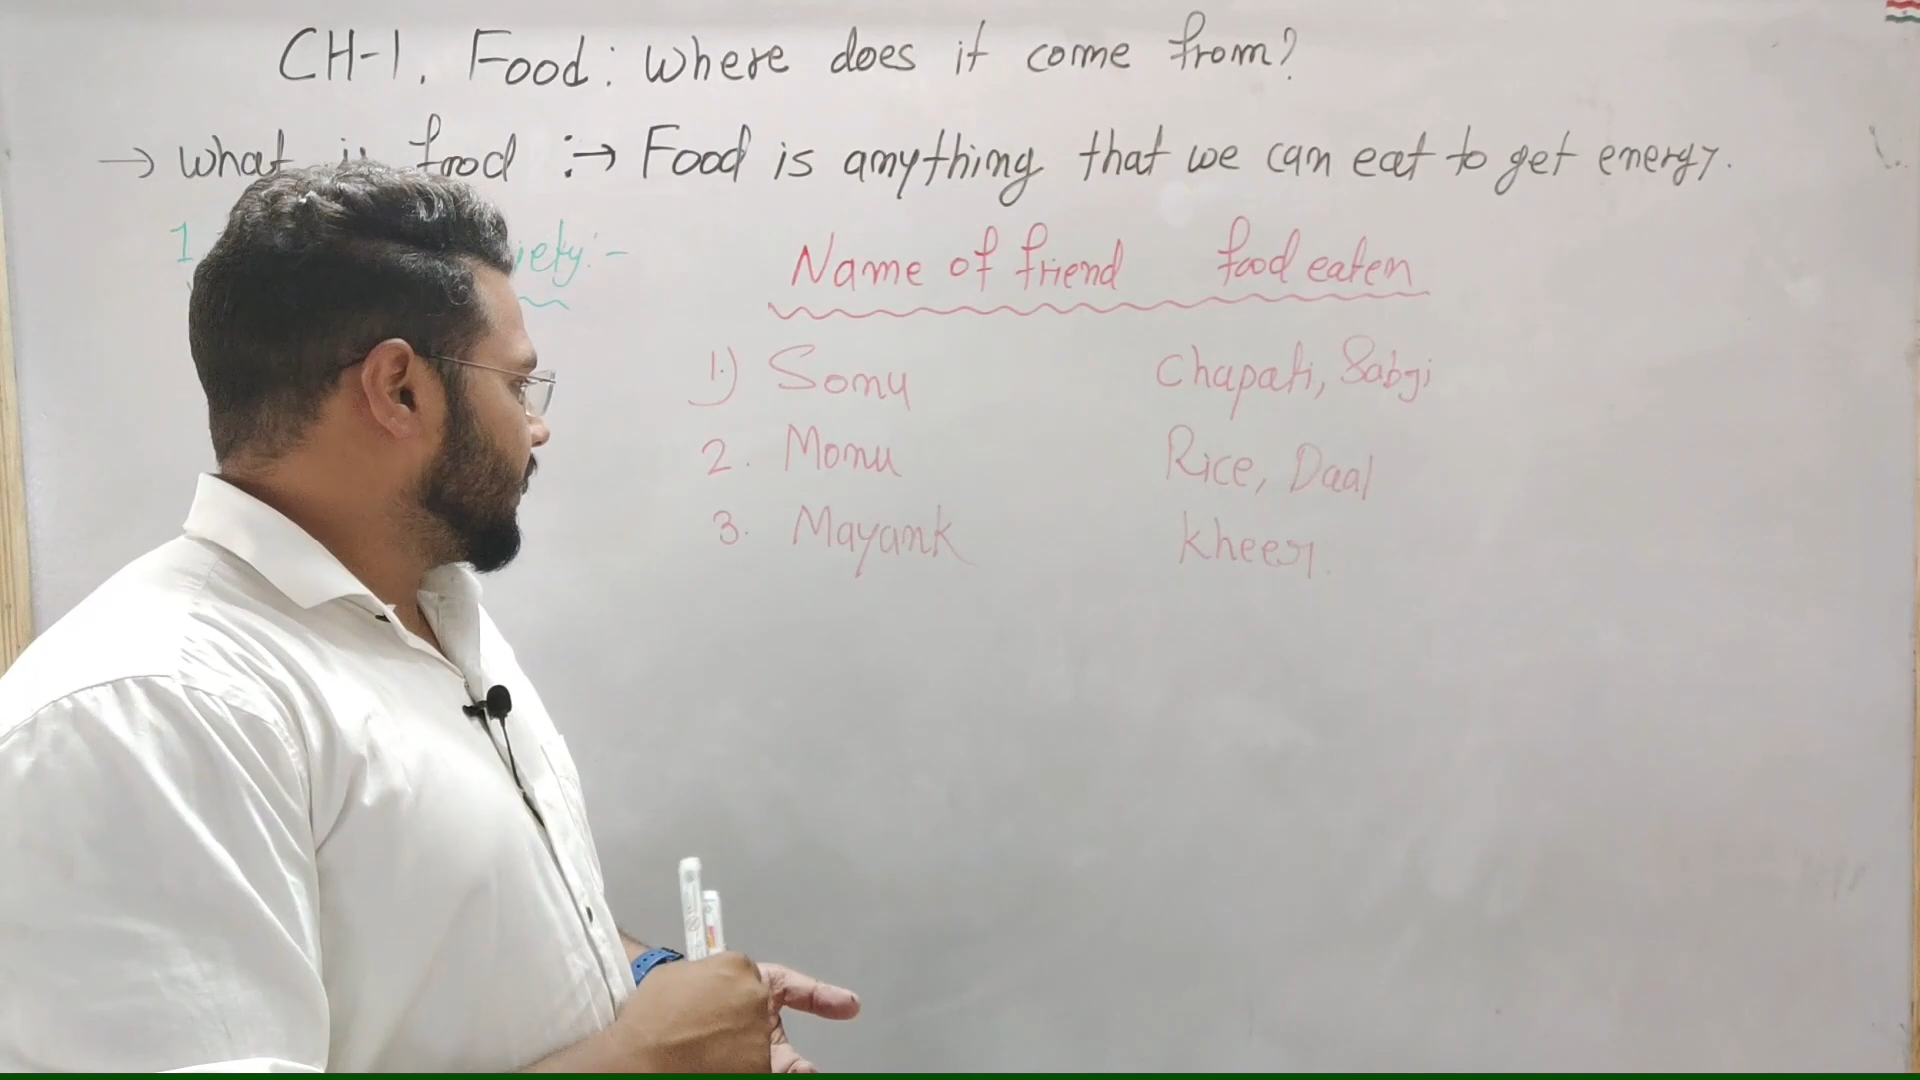 CH-1. Food: Where does it come from?
→ What is food :→ Food is anything that we can eat to get energy.
1
Name of friend food eaten
1.) Sonu Chapati, Sabji
2. Monu Rice, Daal
3. Mayank Kheer.